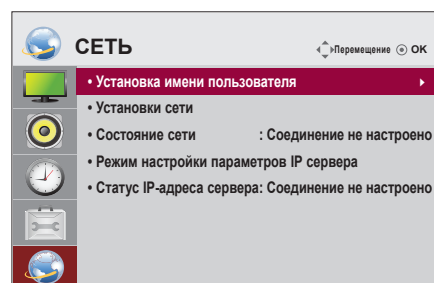 СЕТЬ
Перемещение OK
• Установка имени пользователя
• Установки сети
• Состояние сети : Соединение не настроено
• Режим настройки параметров IP сервера
• Статус IP-адреса сервера: Соединение не настроено